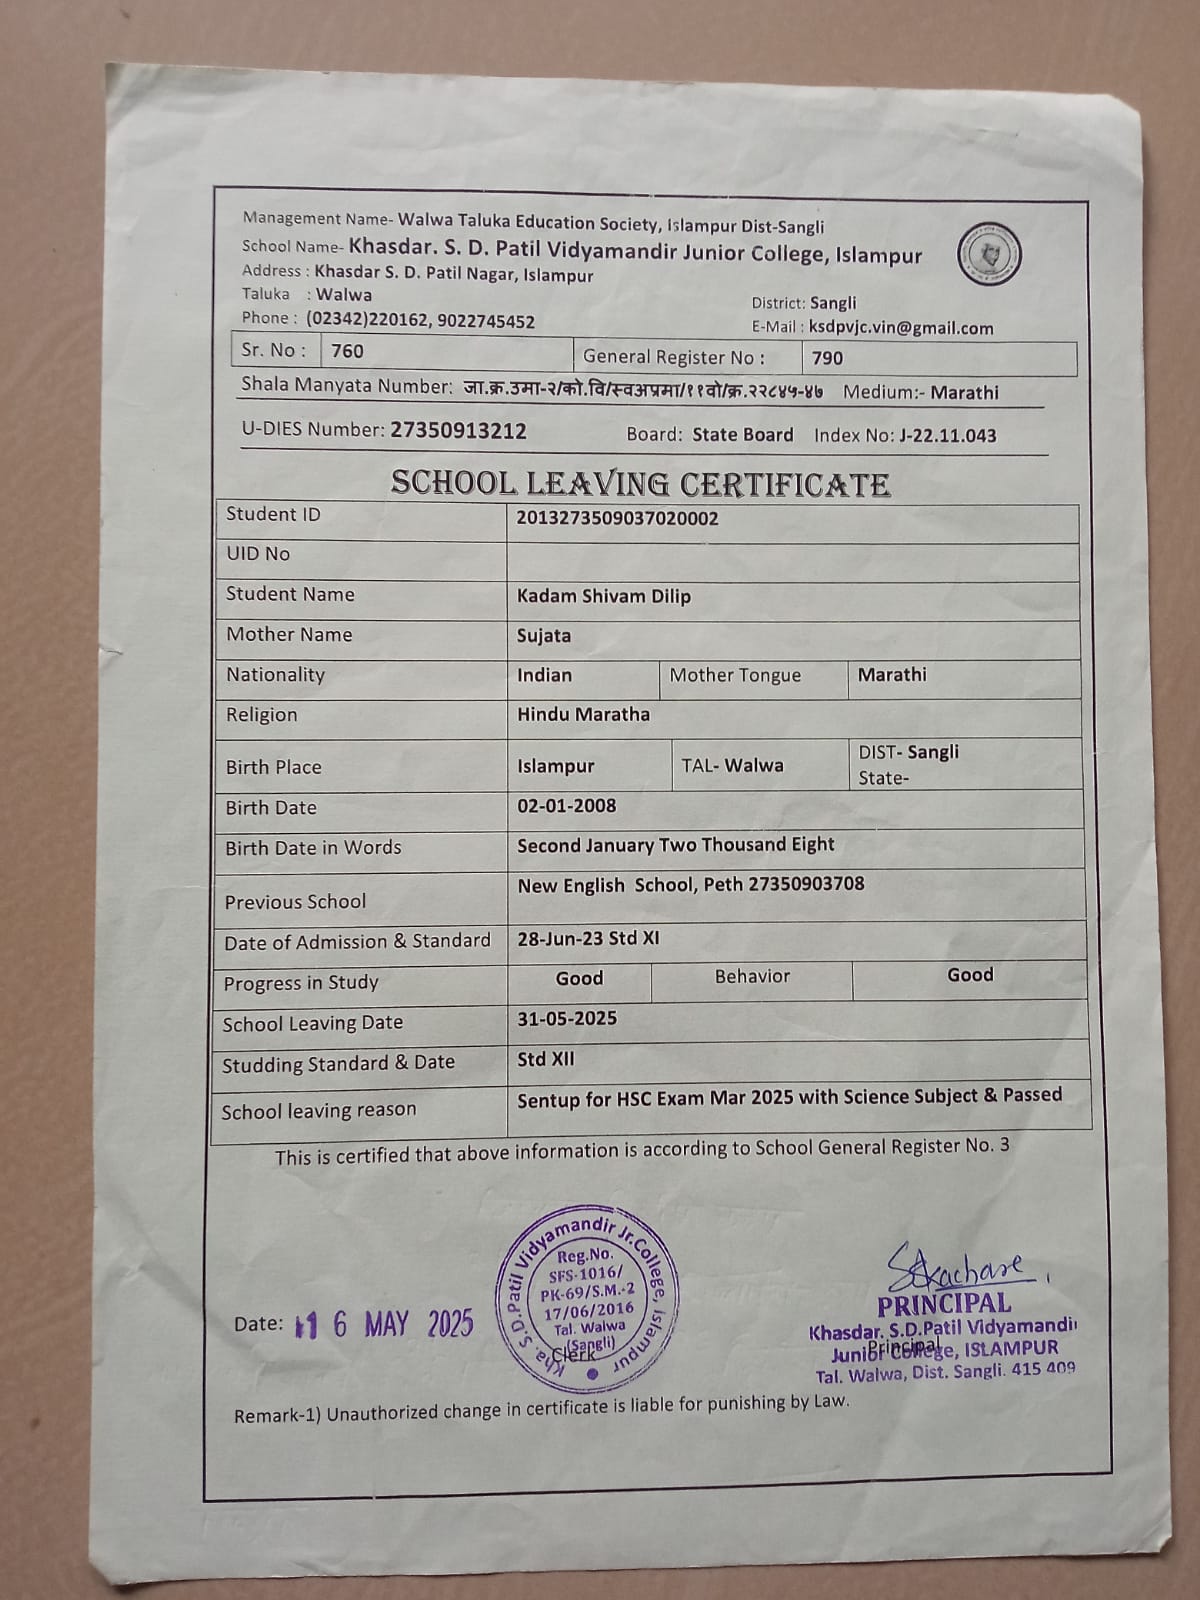 Management Name- Walwa Taluka Education Society, Islampur Dist-Sangli
School Name- Khasdar. S. D. Patil Vidyamandir Junior College, Islampur
Address : Khasdar S. D. Patil Nagar, Islampur
Taluka : Walwa District: Sangli
Phone : (02342)220162, 9022745452 E-Mail : ksdpvjc.vin@gmail.com
Sr. No : 760 General Register No : 790
Shala Manyata Number: जा.क्र.उमा-२/को.वि/स्वअप्रमा/११वी/क्र.२२८४५-४७ Medium:- Marathi
U-DIES Number: 27350913212 Board: State Board Index No: J-22.11.043
SCHOOL LEAVING CERTIFICATE
Student ID 2013273509037020002
UID No
Student Name Kadam Shivam Dilip
Mother Name Sujata
Nationality Indian Mother Tongue Marathi
Religion Hindu Maratha
Birth Place Islampur TAL- Walwa DIST- Sangli
State-
Birth Date 02-01-2008
Birth Date in Words Second January Two Thousand Eight
Previous School New English School, Peth 27350903708
Date of Admission & Standard 28-Jun-23 Std XI
Progress in Study Good Behavior Good
School Leaving Date 31-05-2025
Studding Standard & Date Std XII
School leaving reason Sentup for HSC Exam Mar 2025 with Science Subject & Passed
This is certified that above information is according to School General Register No. 3
Date: 16 MAY 2025
Kha. S.D.Patil Vidyamandir Jr.College, Islampur
Reg.No.
SFS-1016/
PK-69/S.M.-2
17/06/2016
Tal. Walwa
(Sangli)
Clerk
PRINCIPAL
Khasdar. S.D.Patil Vidyamandir
Junior College, ISLAMPUR
Principal
Tal. Walwa, Dist. Sangli. 415 409
Remark-1) Unauthorized change in certificate is liable for punishing by Law.